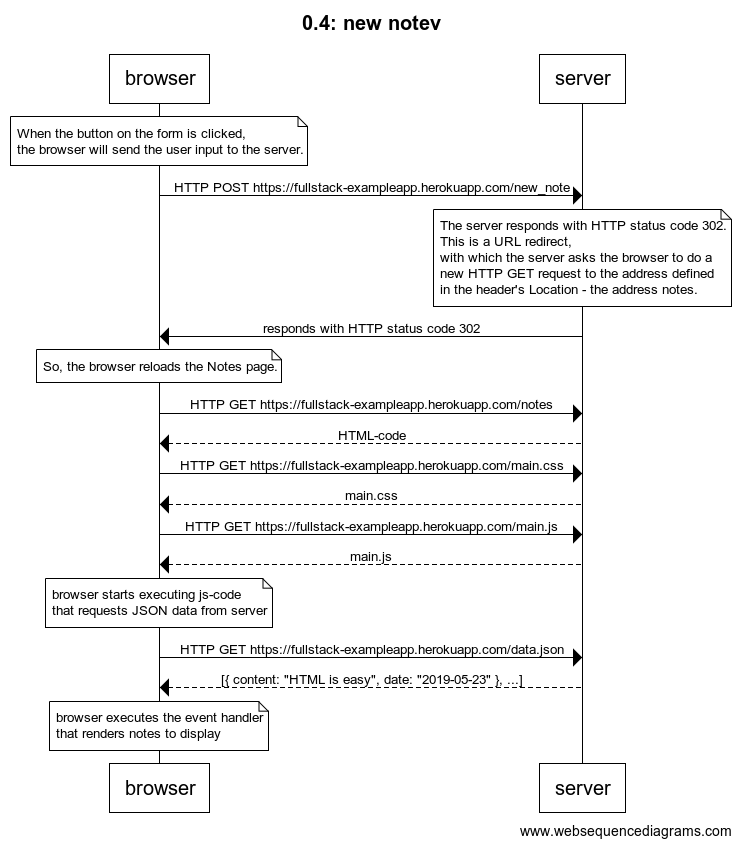 0.4: new notev
browser
server
When the button on the form is clicked,
the browser will send the user input to the server.
HTTP POST https://fullstack-exampleapp.herokuapp.com/new_note
The server responds with HTTP status code 302.
This is a URL redirect,
with which the server asks the browser to do a
new HTTP GET request to the address defined
in the header's Location - the address notes.
responds with HTTP status code 302
So, the browser reloads the Notes page.
HTTP GET https://fullstack-exampleapp.herokuapp.com/notes
HTML-code
HTTP GET https://fullstack-exampleapp.herokuapp.com/main.css
main.css
HTTP GET https://fullstack-exampleapp.herokuapp.com/main.js
main.js
browser starts executing js-code
that requests JSON data from server
HTTP GET https://fullstack-exampleapp.herokuapp.com/data.json
[{ content: "HTML is easy", date: "2019-05-23" }, ...]
browser executes the event handler
that renders notes to display
browser
server
www.websequencediagrams.com